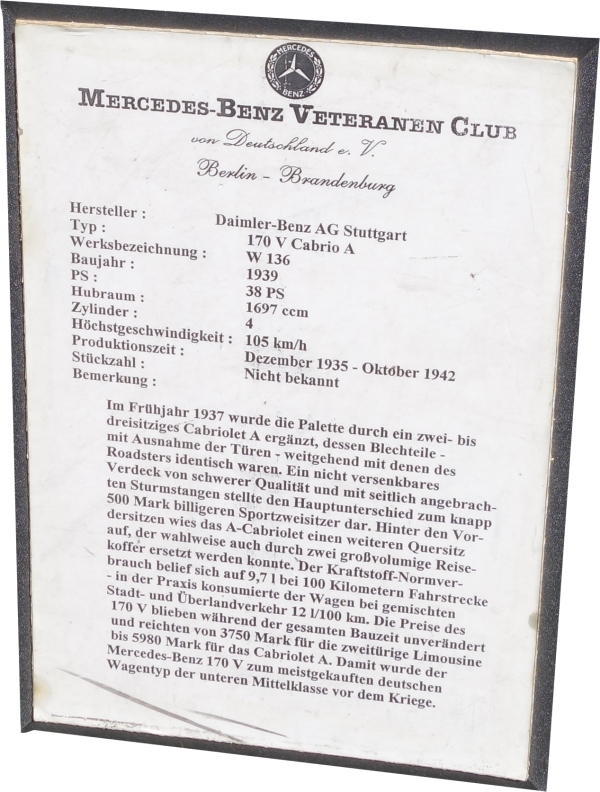 MERCEDES
BENZ
MERCEDES-BENZ VETERANEN CLUB
von Deutschland e. V.
Berlin - Brandenburg
Hersteller : Daimler-Benz AG Stuttgart
Typ : 170 V Cabrio A
Werksbezeichnung : W 136
Baujahr : 1939
PS : 38 PS
Hubraum : 1697 ccm
Zylinder : 4
Höchstgeschwindigkeit : 105 km/h
Produktionszeit : Dezember 1935 - Oktober 1942
Stückzahl : Nicht bekannt
Bemerkung :
Im Frühjahr 1937 wurde die Palette durch ein zwei- bis
dreisitziges Cabriolet A ergänzt, dessen Blechteile -
mit Ausnahme der Türen - weitgehend mit denen des
Roadsters identisch waren. Ein nicht versenkbares
Verdeck von schwerer Qualität und mit seitlich angebrach-
ten Sturmstangen stellte den Hauptunterschied zum knapp
500 Mark billigeren Sportzweisitzer dar. Hinter den Vor-
dersitzen wies das A-Cabriolet einen weiteren Quersitz
auf, der wahlweise auch durch zwei großvolumige Reise-
koffer ersetzt werden konnte. Der Kraftstoff-Normver-
brauch belief sich auf 9,7 l bei 100 Kilometern Fahrstrecke
- in der Praxis konsumierte der Wagen bei gemischten
Stadt- und Überlandverkehr 12 l/100 km. Die Preise des
170 V blieben während der gesamten Bauzeit unverändert
und reichten von 3750 Mark für die zweitürige Limousine
bis 5980 Mark für das Cabriolet A. Damit wurde der
Mercedes-Benz 170 V zum meistgekauften deutschen
Wagentyp der unteren Mittelklasse vor dem Kriege.